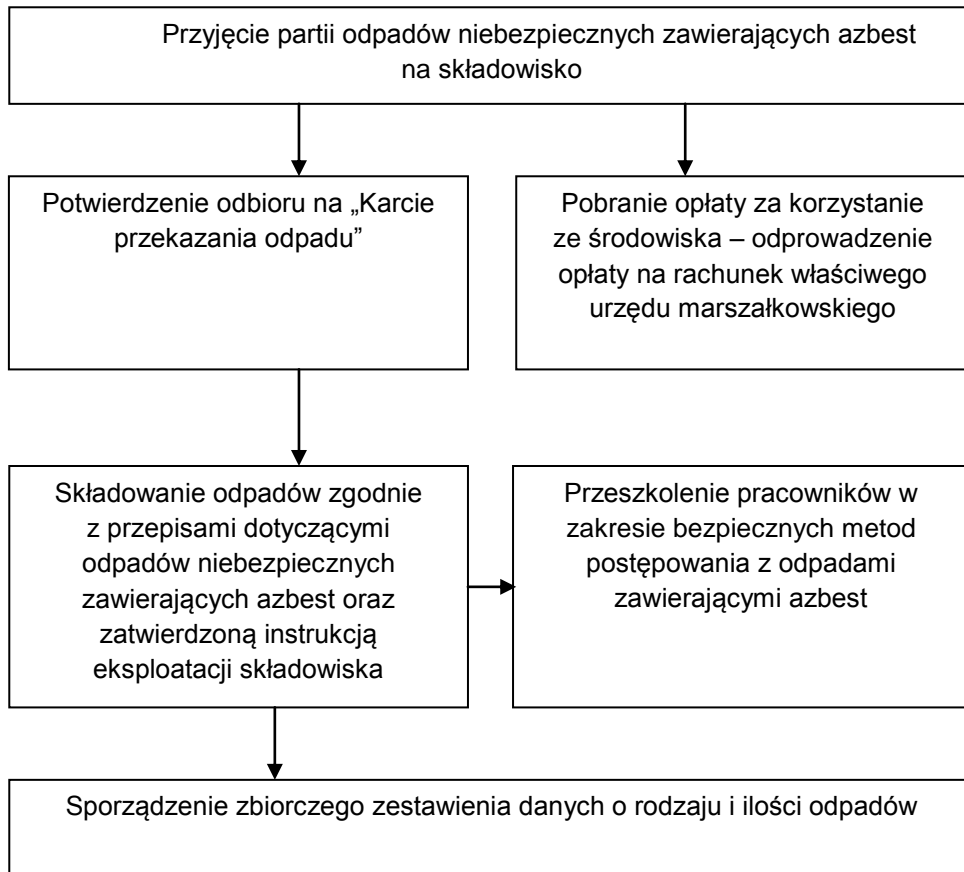 Przyjęcie partii odpadów niebezpiecznych zawierających azbest
na składowisko
Potwierdzenie odbioru na „Karcie
przekazania odpadu”
Pobranie opłaty za korzystanie
ze środowiska – odprowadzenie
opłaty na rachunek właściwego
urzędu marszałkowskiego
Składowanie odpadów zgodnie
z przepisami dotyczącymi
odpadów niebezpiecznych
zawierających azbest oraz
zatwierdzoną instrukcją
eksploatacji składowiska
Przeszkolenie pracowników w
zakresie bezpiecznych metod
postępowania z odpadami
zawierającymi azbest
Sporządzenie zbiorczego zestawienia danych o rodzaju i ilości odpadów